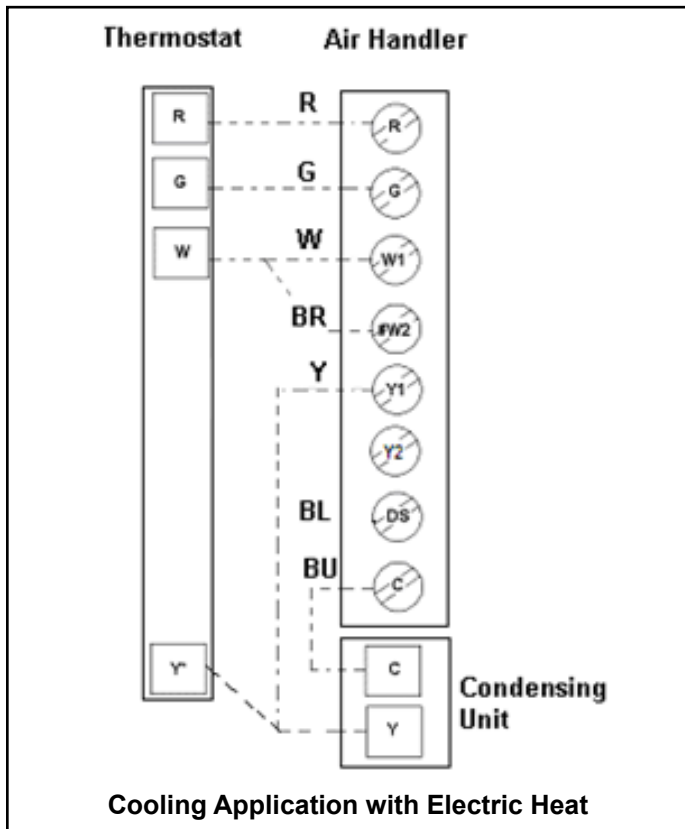 Thermostat Air Handler
R R R
G G G
W W W1
BR #W2
Y Y1
Y2
BL DS
BU C
Y" C Condensing
Y Unit
Cooling Application with Electric Heat